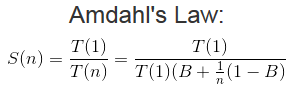 Amdahl's Law:
S(n) = T(1) / T(n) = T(1) / T(1)(B + 1/n (1 − B)